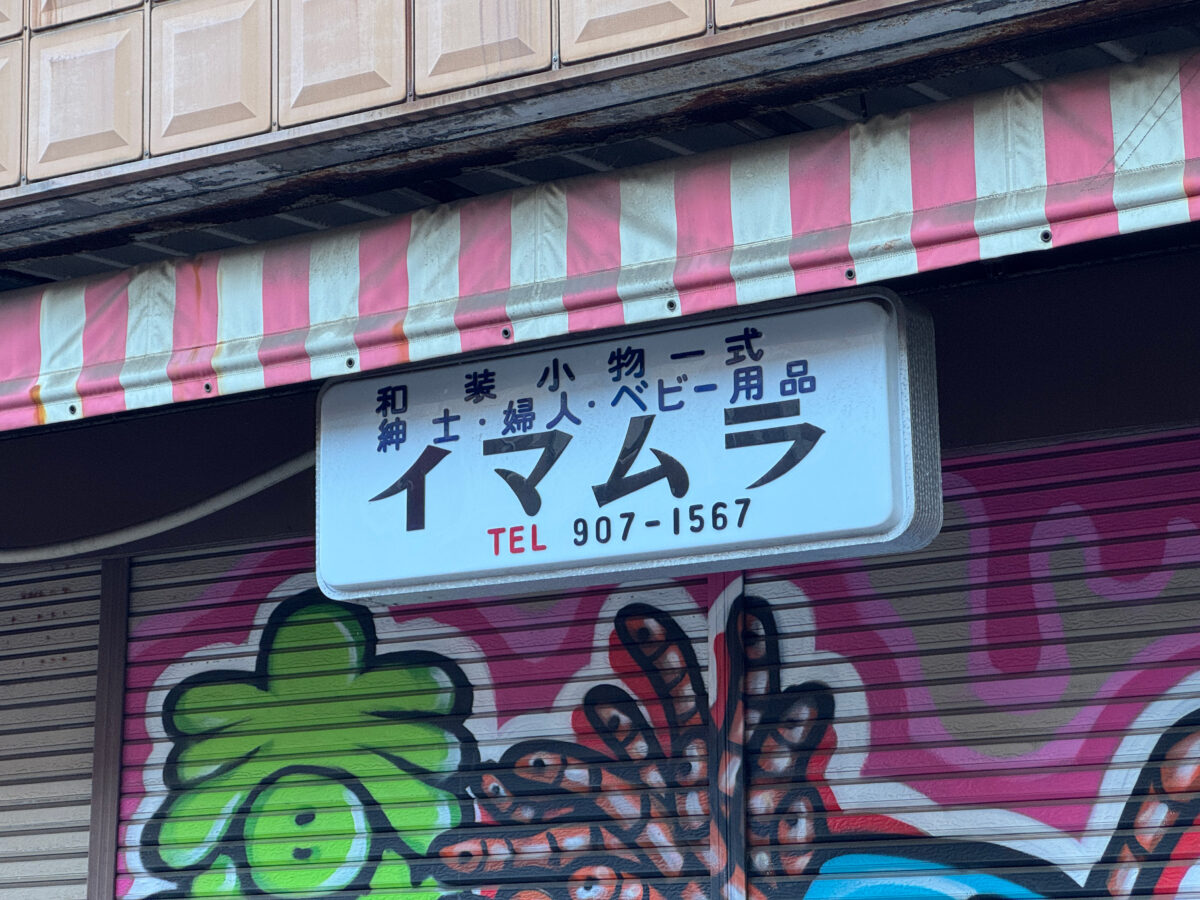 和装小物一式
紳士・婦人・ベビー用品
イマムラ
TEL 907-1567